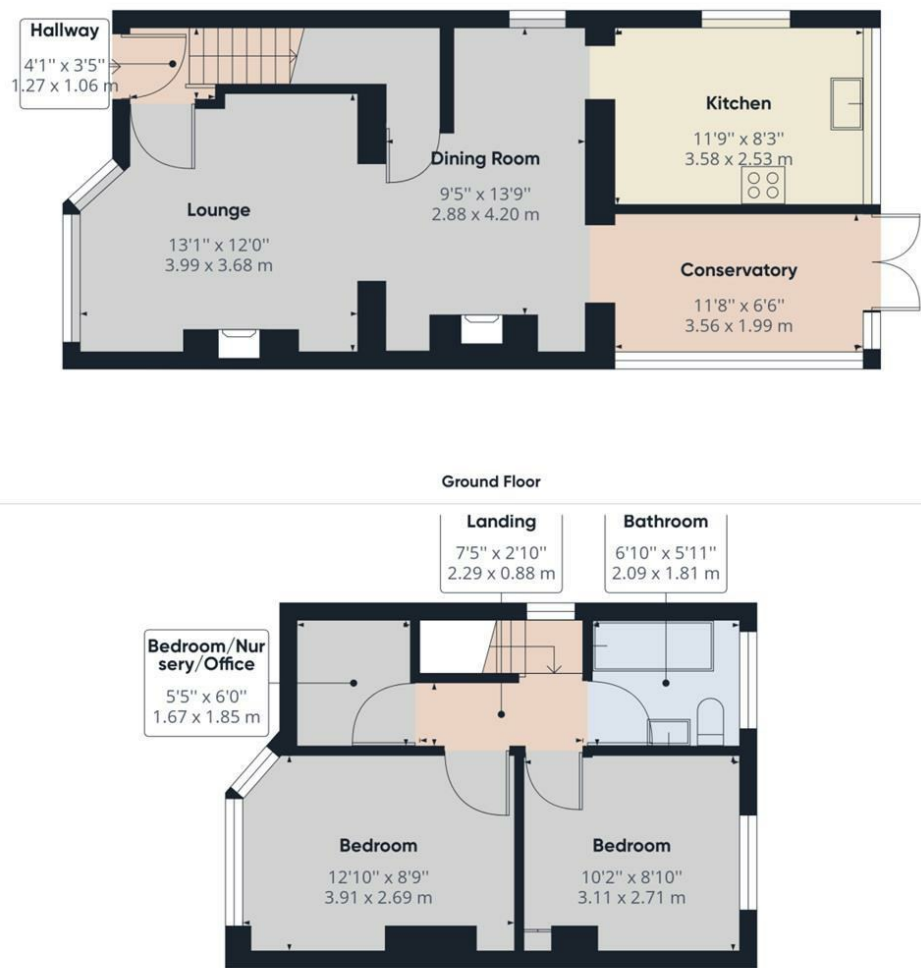 Hallway
4'1" x 3'5"
1.27 x 1.06 m
Kitchen
11'9" x 8'3"
3.58 x 2.53 m
Dining Room
9'5" x 13'9"
2.88 x 4.20 m
Lounge
13'1" x 12'0"
3.99 x 3.68 m
Conservatory
11'8" x 6'6"
3.56 x 1.99 m
Ground Floor
Landing
7'5" x 2'10"
2.29 x 0.88 m
Bathroom
6'10" x 5'11"
2.09 x 1.81 m
Bedroom/Nur
sery/Office
5'5" x 6'0"
1.67 x 1.85 m
Bedroom
12'10" x 8'9"
3.91 x 2.69 m
Bedroom
10'2" x 8'10"
3.11 x 2.71 m